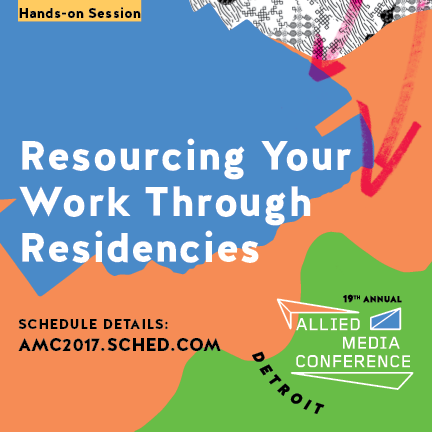 Hands-on Session
Resourcing Your
Work Through
Residencies
SCHEDULE DETAILS:
AMC2017.SCHED.COM
19TH ANNUAL
ALLIED
MEDIA
CONFERENCE
DETROIT